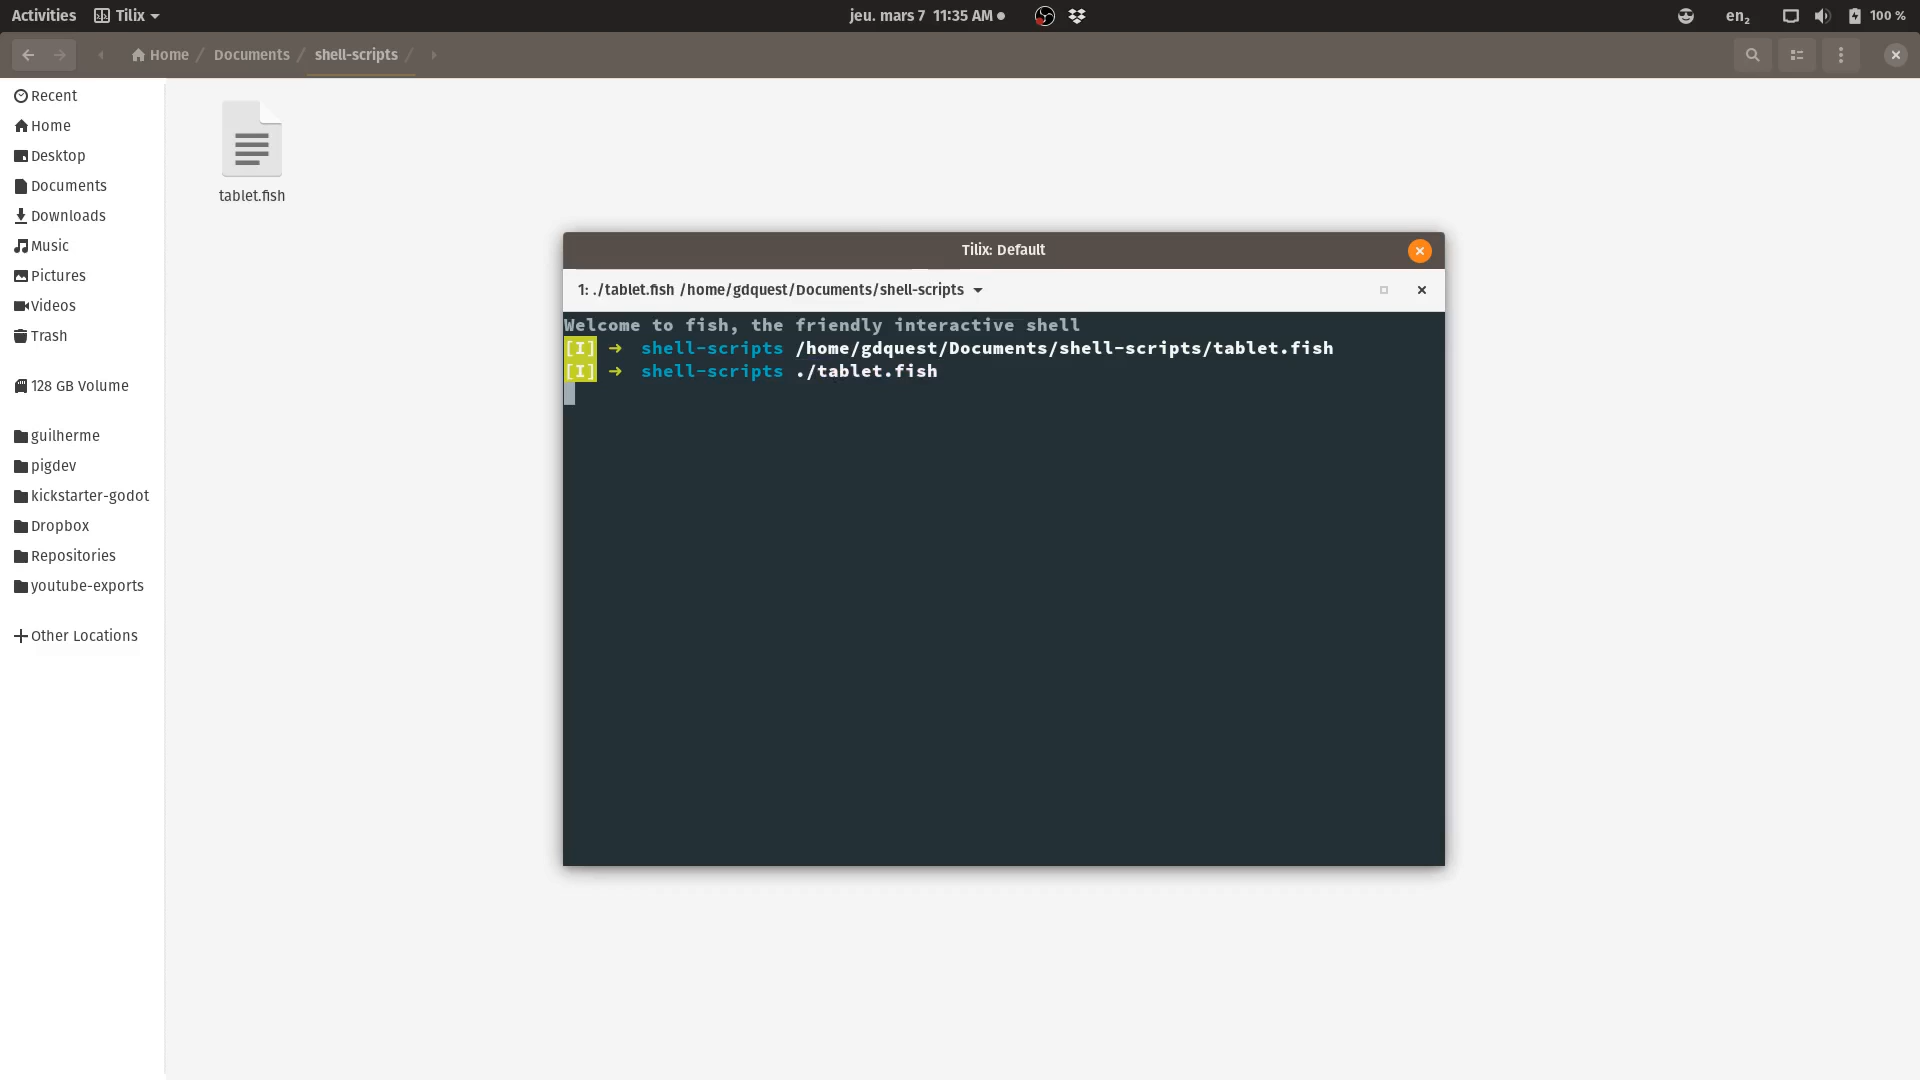 Activities Tilix jeu. mars 7 11:35 AM en₂ 100 %
Home / Documents / shell-scripts /
Recent
Home
Desktop
Documents
Downloads
Music
Pictures
Videos
Trash
128 GB Volume
guilherme
pigdev
kickstarter-godot
Dropbox
Repositories
youtube-exports
Other Locations
tablet.fish
Tilix: Default
1: ./tablet.fish /home/gdquest/Documents/shell-scripts
Welcome to fish, the friendly interactive shell
[I] → shell-scripts /home/gdquest/Documents/shell-scripts/tablet.fish
[I] → shell-scripts ./tablet.fish